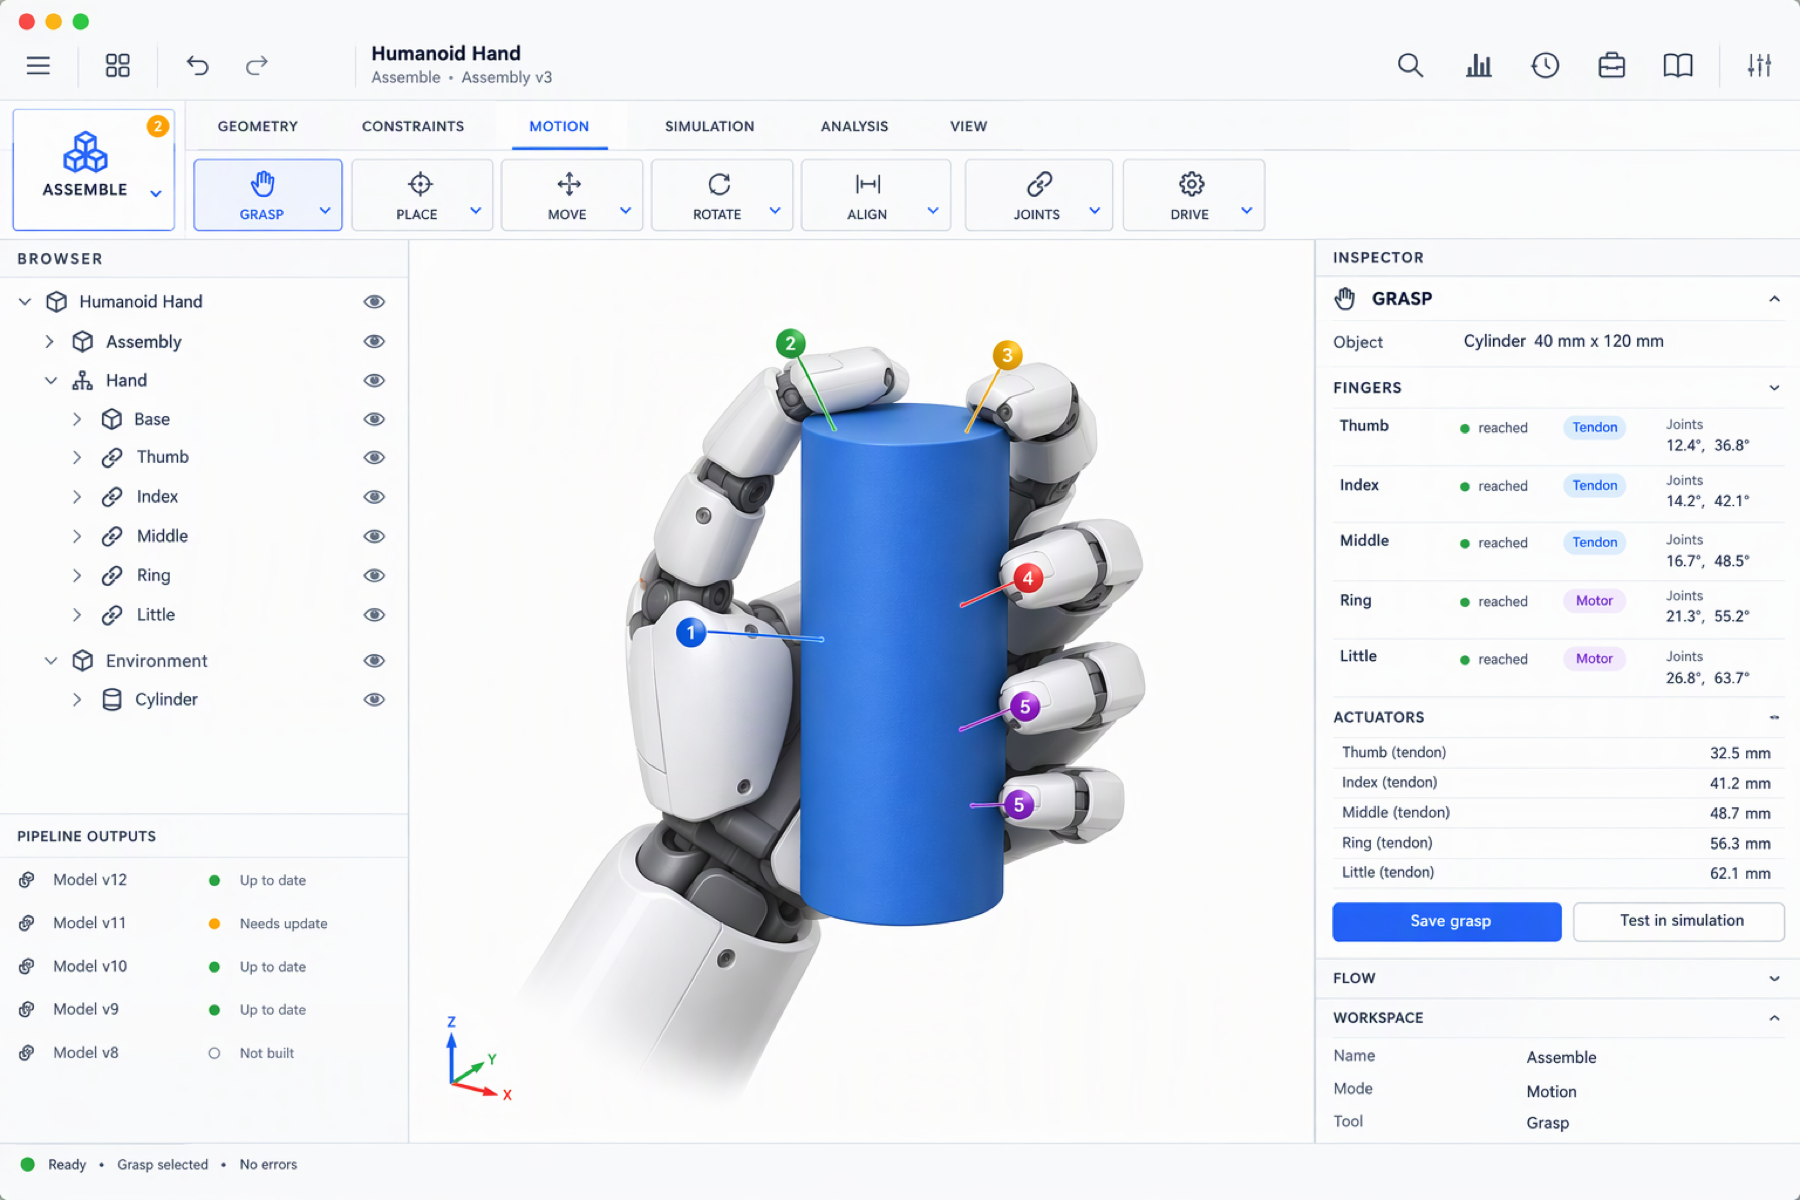 Humanoid Hand
Assemble • Assembly v3
2
ASSEMBLE
GEOMETRY CONSTRAINTS MOTION SIMULATION ANALYSIS VIEW
GRASP PLACE MOVE ROTATE ALIGN JOINTS DRIVE
BROWSER
Humanoid Hand
Assembly
Hand
Base
Thumb
Index
Middle
Ring
Little
Environment
Cylinder
PIPELINE OUTPUTS
Model v12 Up to date
Model v11 Needs update
Model v10 Up to date
Model v9 Up to date
Model v8 Not built
2
3
4
1
5
5
Z
Y
X
INSPECTOR
GRASP
Object Cylinder 40 mm x 120 mm
FINGERS
Thumb reached Tendon Joints
12.4°, 36.8°
Index reached Tendon Joints
14.2°, 42.1°
Middle reached Tendon Joints
16.7°, 48.5°
Ring reached Motor Joints
21.3°, 55.2°
Little reached Motor Joints
26.8°, 63.7°
ACTUATORS
Thumb (tendon) 32.5 mm
Index (tendon) 41.2 mm
Middle (tendon) 48.7 mm
Ring (tendon) 56.3 mm
Little (tendon) 62.1 mm
Save grasp Test in simulation
FLOW
WORKSPACE
Name Assemble
Mode Motion
Tool Grasp
Ready • Grasp selected • No errors